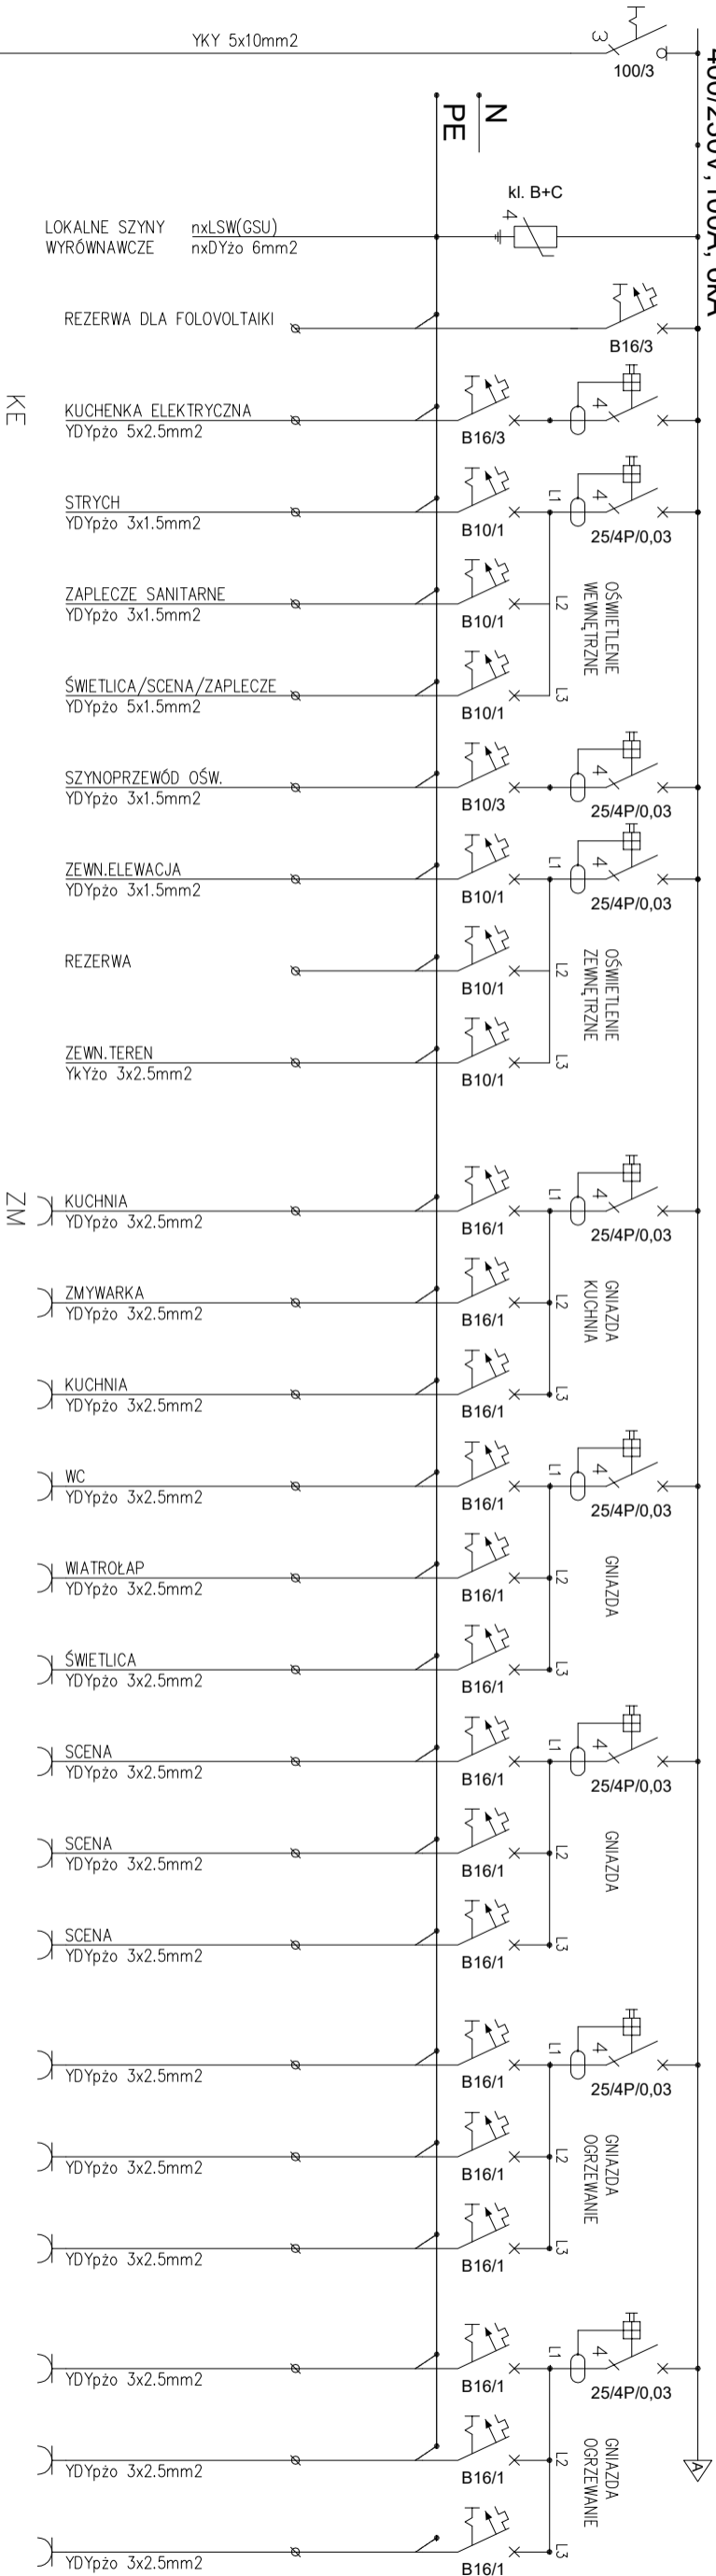 YKY 5x10mm2
3
100/3
N
PE
kl. B+C
4
LOKALNE SZYNY nxLSW(GSU)
WYRÓWNAWCZE nxDYżo 6mm2
REZERWA DLA FOLOVOLTAIKI
B16/3
KE
KUCHENKA ELEKTRYCZNA
YDYpżo 5x2.5mm2
B16/3
4
STRYCH
YDYpżo 3x1.5mm2
B10/1
L1
4
25/4P/0,03
OŚWIETLENIE
WEWNĘTRZNE
ZAPLECZE SANITARNE
YDYpżo 3x1.5mm2
B10/1
L2
ŚWIETLICA/SCENA/ZAPLECZE
YDYpżo 5x1.5mm2
B10/1
L3
SZYNOPRZEWÓD OŚW.
YDYpżo 3x1.5mm2
B10/3
4
25/4P/0,03
ZEWN.ELEWACJA
YDYpżo 3x1.5mm2
B10/1
L1
4
25/4P/0,03
OŚWIETLENIE
ZEWNĘTRZNE
REZERWA
B10/1
L2
ZEWN.TEREN
YkYżo 3x2.5mm2
B10/1
L3
ZM
KUCHNIA
YDYpżo 3x2.5mm2
B16/1
L1
4
25/4P/0,03
GNIAZDA
KUCHNIA
ZMYWARKA
YDYpżo 3x2.5mm2
B16/1
L2
KUCHNIA
YDYpżo 3x2.5mm2
B16/1
L3
WC
YDYpżo 3x2.5mm2
B16/1
L1
4
25/4P/0,03
GNIAZDA
WIATROŁAP
YDYpżo 3x2.5mm2
B16/1
L2
ŚWIETLICA
YDYpżo 3x2.5mm2
B16/1
L3
SCENA
YDYpżo 3x2.5mm2
B16/1
L1
4
25/4P/0,03
GNIAZDA
SCENA
YDYpżo 3x2.5mm2
B16/1
L2
SCENA
YDYpżo 3x2.5mm2
B16/1
L3
YDYpżo 3x2.5mm2
B16/1
L1
4
25/4P/0,03
GNIAZDA
OGRZEWANIE
YDYpżo 3x2.5mm2
B16/1
L2
YDYpżo 3x2.5mm2
B16/1
L3
YDYpżo 3x2.5mm2
B16/1
L1
4
25/4P/0,03
GNIAZDA
OGRZEWANIE
YDYpżo 3x2.5mm2
B16/1
L2
A
YDYpżo 3x2.5mm2
B16/1
L3